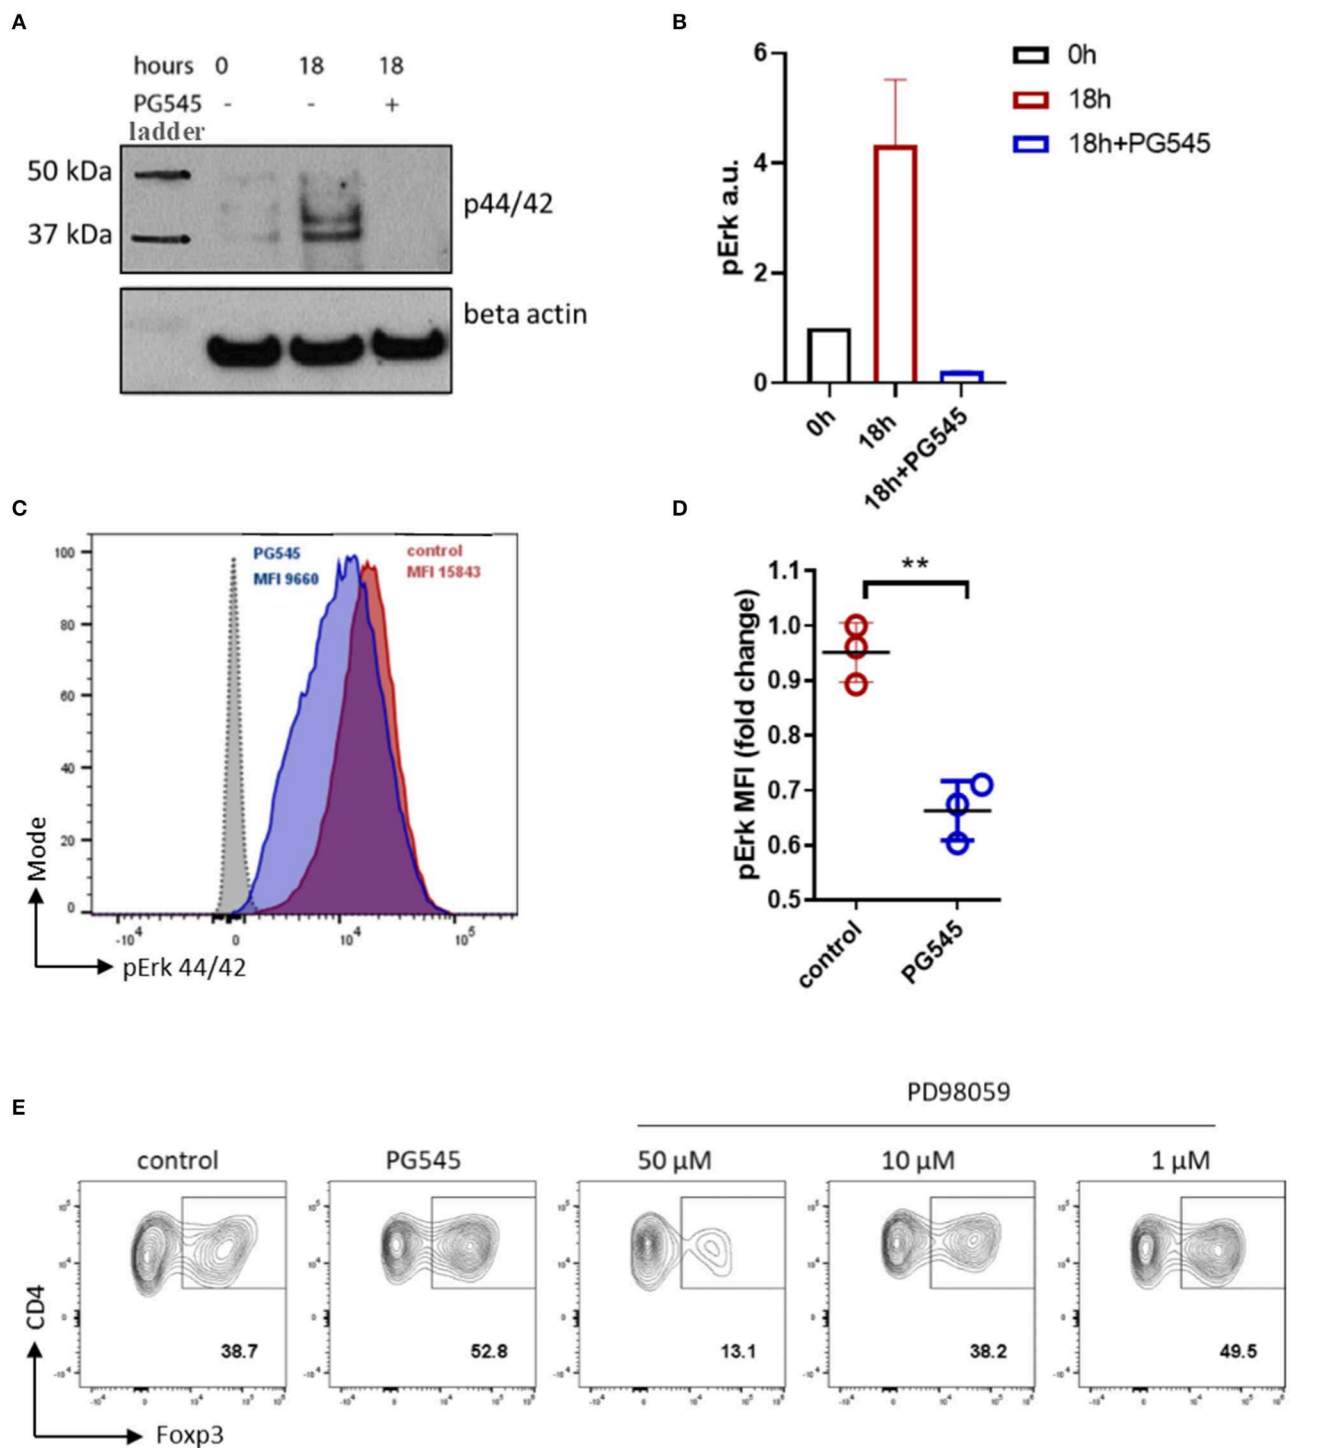 A
hours 0 18 18
PG545 - - +
ladder
50 kDa
37 kDa
p44/42
beta actin
B
6
4
2
0
pErk a.u.
0h
18h
18h+PG545
0h
18h
18h+PG545
C
PG545
MFI 9660
control
MFI 15843
100
80
60
40
20
0
Mode
-10⁴ 0 10⁴ 10⁵
pErk 44/42
D
**
1.1
1.0
0.9
0.8
0.7
0.6
0.5
pErk MFI (fold change)
control
PG545
E
PD98059
control PG545 50 µM 10 µM 1 µM
38.7 52.8 13.1 38.2 49.5
CD4
Foxp3